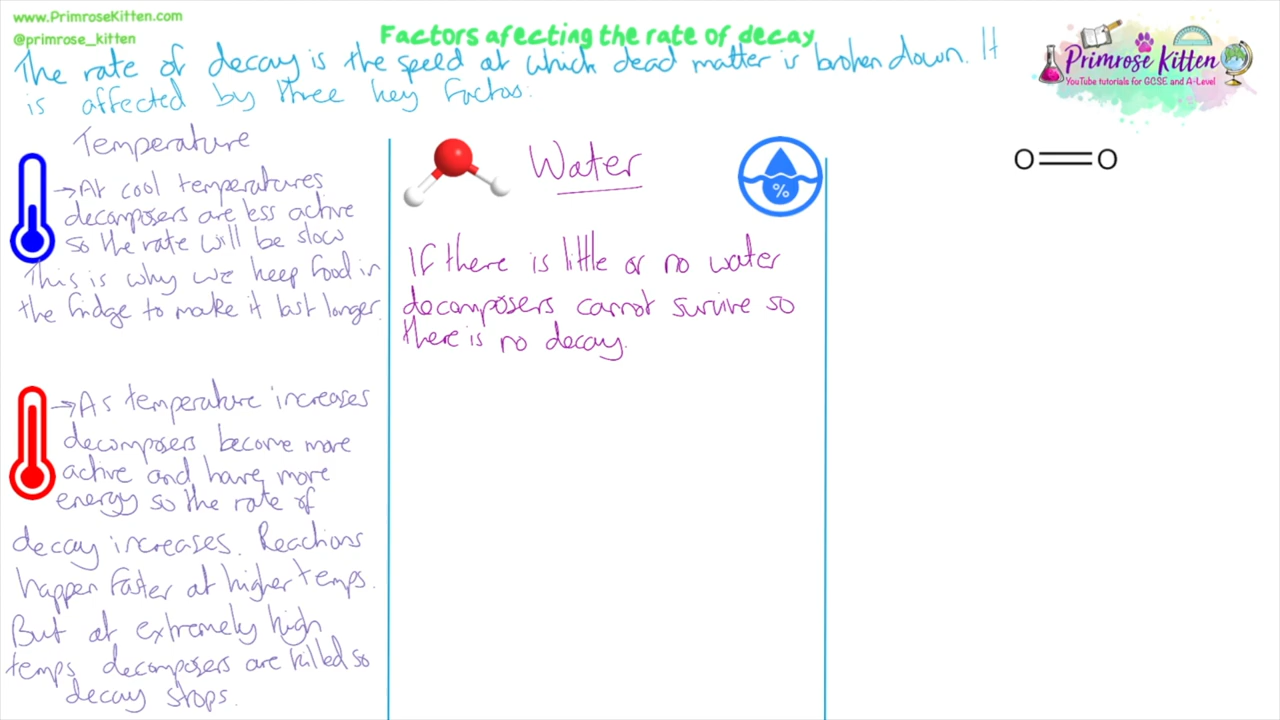 www.PrimroseKitten.com
@primrose_kitten
Factors afecting the rate of decay
Primrose Kitten
YouTube tutorials for GCSE and A-Level
The rate of decay is the speed at which dead matter is broken down. It
is affected by three key factors.
Temperature
→At cool temperatures
decomposers are less active
so the rate will be slow
This is why we keep food in
the fridge to make it last longer.
→As temperature increases
decomposers become more
active and have more
energy so the rate of
decay increases. Reactions
happen faster at higher temps.
But at extremely high
temps decomposers are killed so
decay stops.
Water
%
If there is little or no water
decomposers cannot survive so
there is no decay.
O=O